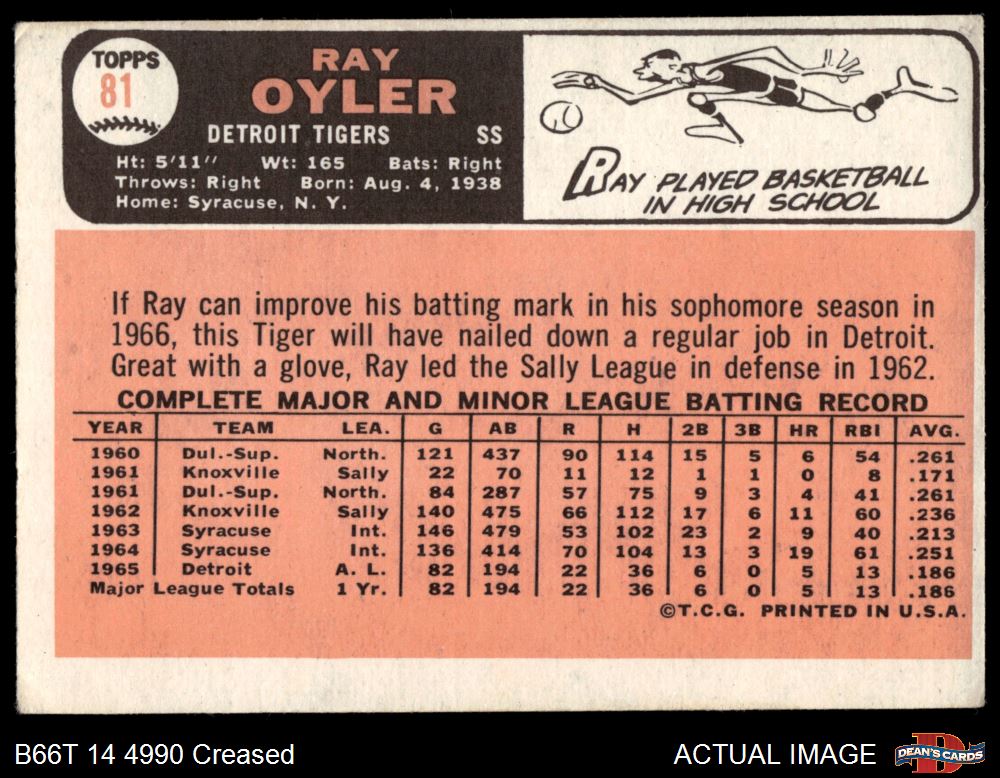 TOPPS
81
RAY
OYLER
DETROIT TIGERS SS
Ht: 5'11" Wt: 165 Bats: Right
Throws: Right Born: Aug. 4, 1938
Home: Syracuse, N. Y.
RAY PLAYED BASKETBALL
IN HIGH SCHOOL
If Ray can improve his batting mark in his sophomore season in
1966, this Tiger will have nailed down a regular job in Detroit.
Great with a glove, Ray led the Sally League in defense in 1962.
COMPLETE MAJOR AND MINOR LEAGUE BATTING RECORD
YEAR TEAM LEA. G AB R H 2B 3B HR RBI AVG.
1960 Dul.-Sup. North. 121 437 90 114 15 5 6 54 .261
1961 Knoxville Sally 22 70 11 12 1 1 0 8 .171
1961 Dul.-Sup. North. 84 287 57 75 9 3 4 41 .261
1962 Knoxville Sally 140 475 66 112 17 6 11 60 .236
1963 Syracuse Int. 146 479 53 102 23 2 9 40 .213
1964 Syracuse Int. 136 414 70 104 13 3 19 61 .251
1965 Detroit A. L. 82 194 22 36 6 0 5 13 .186
Major League Totals 1 Yr. 82 194 22 36 6 0 5 13 .186
©T.C.G. PRINTED IN U.S.A.
B66T 14 4990 Creased ACTUAL IMAGE DEAN'S CARDS